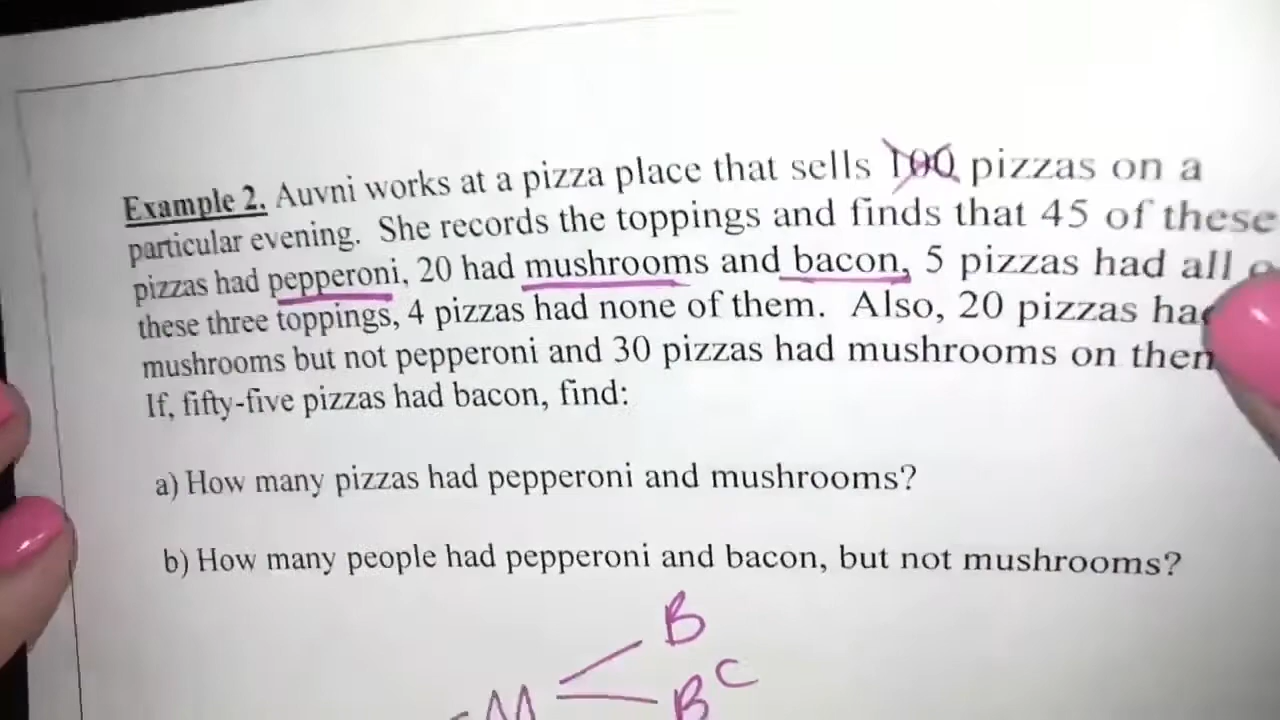 Example 2. Auvni works at a pizza place that sells 100 pizzas on a
particular evening. She records the toppings and finds that 45 of these
pizzas had pepperoni, 20 had mushrooms and bacon, 5 pizzas had all
these three toppings, 4 pizzas had none of them. Also, 20 pizzas
mushrooms but not pepperoni and 30 pizzas had mushrooms on
If, fifty-five pizzas had bacon, find:
a) How many pizzas had pepperoni and mushrooms?
b) How many people had pepperoni and bacon, but not mushrooms?
B
B C
M